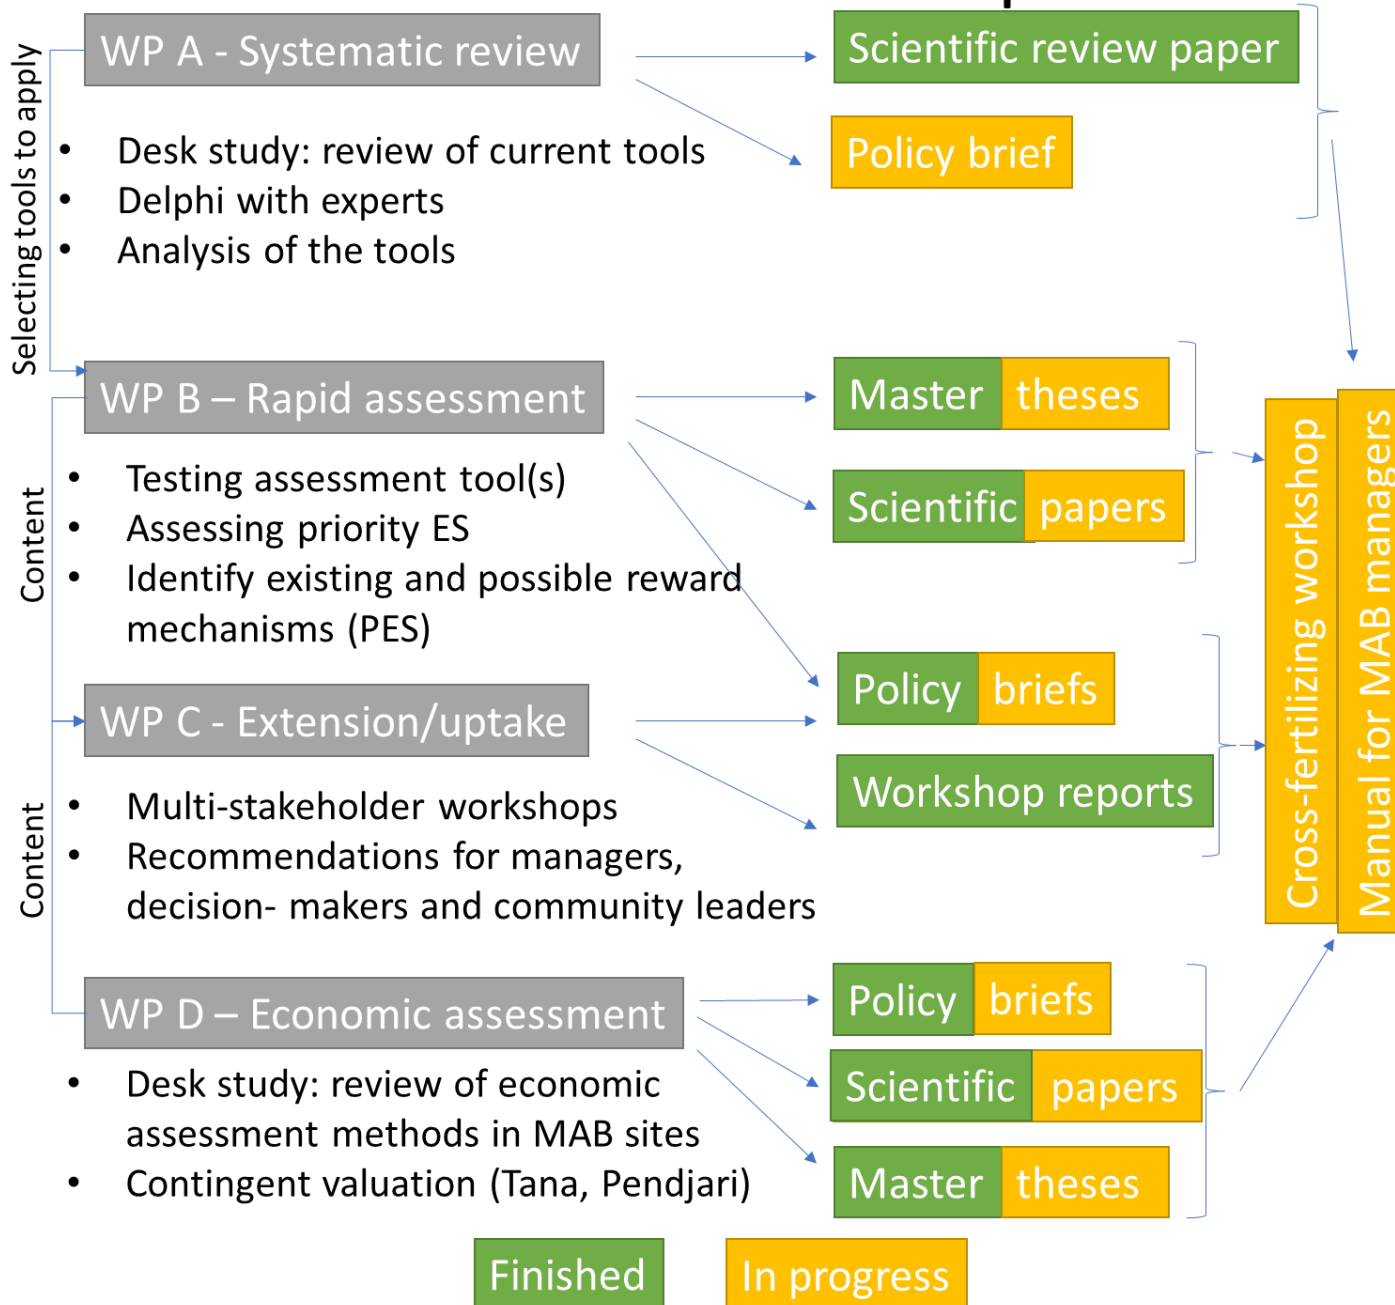 WP A - Systematic review
Scientific review paper
Policy brief
• Desk study: review of current tools
• Delphi with experts
• Analysis of the tools
Selecting tools to apply
WP B – Rapid assessment
Master theses
Scientific papers
• Testing assessment tool(s)
• Assessing priority ES
• Identify existing and possible reward
mechanisms (PES)
Content
WP C - Extension/uptake
Policy briefs
Workshop reports
• Multi-stakeholder workshops
• Recommendations for managers,
decision- makers and community leaders
Content
WP D – Economic assessment
Policy briefs
Scientific papers
Master theses
• Desk study: review of economic
assessment methods in MAB sites
• Contingent valuation (Tana, Pendjari)
Cross-fertilizing workshop
Manual for MAB managers
Finished
In progress